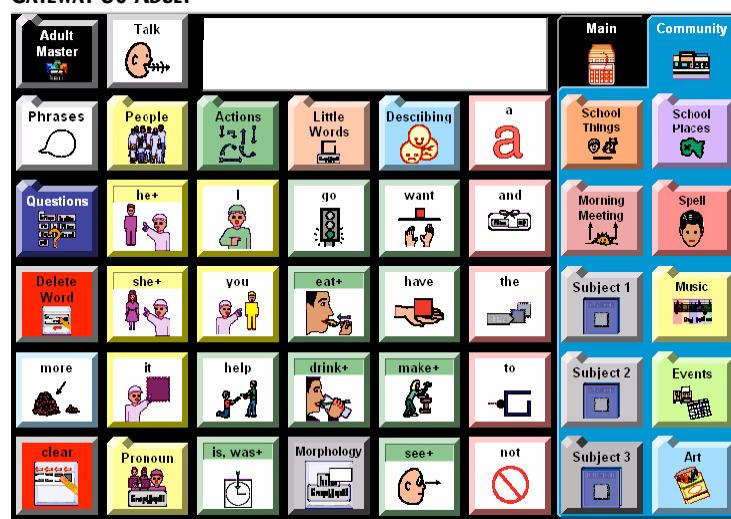 GATEWAY 30 ADULT
Adult
Master
Talk
Main
Community
Phrases
People
Actions
Little
Words
Describing
a
a
School
Things
School
Places
Questions
he+
I
go
want
and
Morning
Meeting
Spell
Delete
Word
she+
you
eat+
have
the
Subject 1
Music
more
it
help
drink+
make+
to
Subject 2
Events
clear
Pronoun
is, was+
Morphology
see+
not
Subject 3
Art